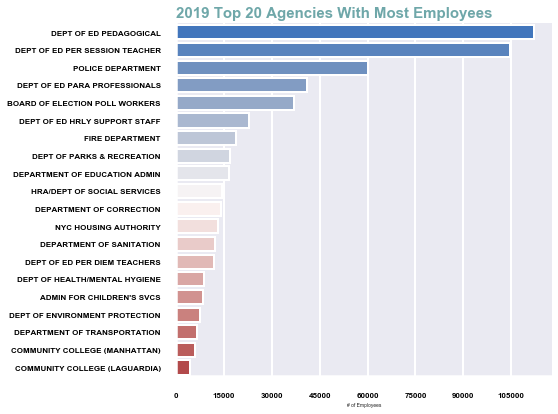 2019 Top 20 Agencies With Most Employees
DEPT OF ED PEDAGOGICAL
DEPT OF ED PER SESSION TEACHER
POLICE DEPARTMENT
DEPT OF ED PARA PROFESSIONALS
BOARD OF ELECTION POLL WORKERS
DEPT OF ED HRLY SUPPORT STAFF
FIRE DEPARTMENT
DEPT OF PARKS & RECREATION
DEPARTMENT OF EDUCATION ADMIN
HRA/DEPT OF SOCIAL SERVICES
DEPARTMENT OF CORRECTION
NYC HOUSING AUTHORITY
DEPARTMENT OF SANITATION
DEPT OF ED PER DIEM TEACHERS
DEPT OF HEALTH/MENTAL HYGIENE
ADMIN FOR CHILDREN'S SVCS
DEPT OF ENVIRONMENT PROTECTION
DEPARTMENT OF TRANSPORTATION
COMMUNITY COLLEGE (MANHATTAN)
COMMUNITY COLLEGE (LAGUARDIA)
0 15000 30000 45000 60000 75000 90000 105000
# of Employees